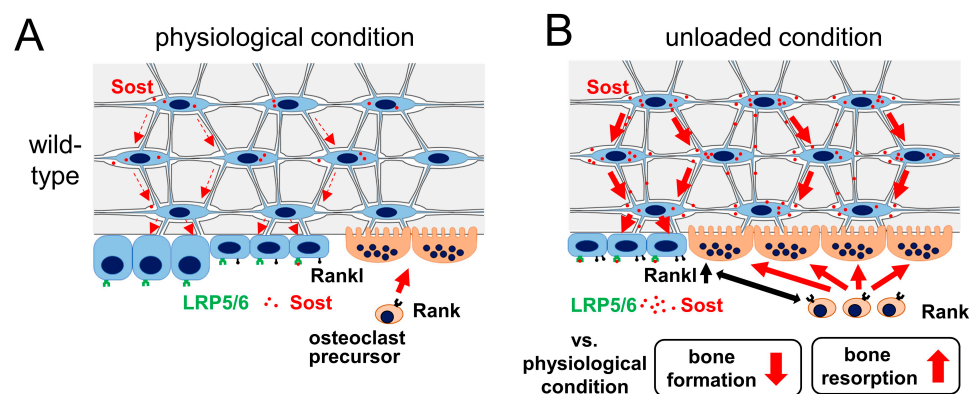 A
physiological condition
Sost
wild-
type
Rankl
LRP5/6
Sost
Rank
osteoclast
precursor
B
unloaded condition
Sost
Rankl
LRP5/6
Sost
Rank
vs.
physiological
condition
bone
formation
bone
resorption